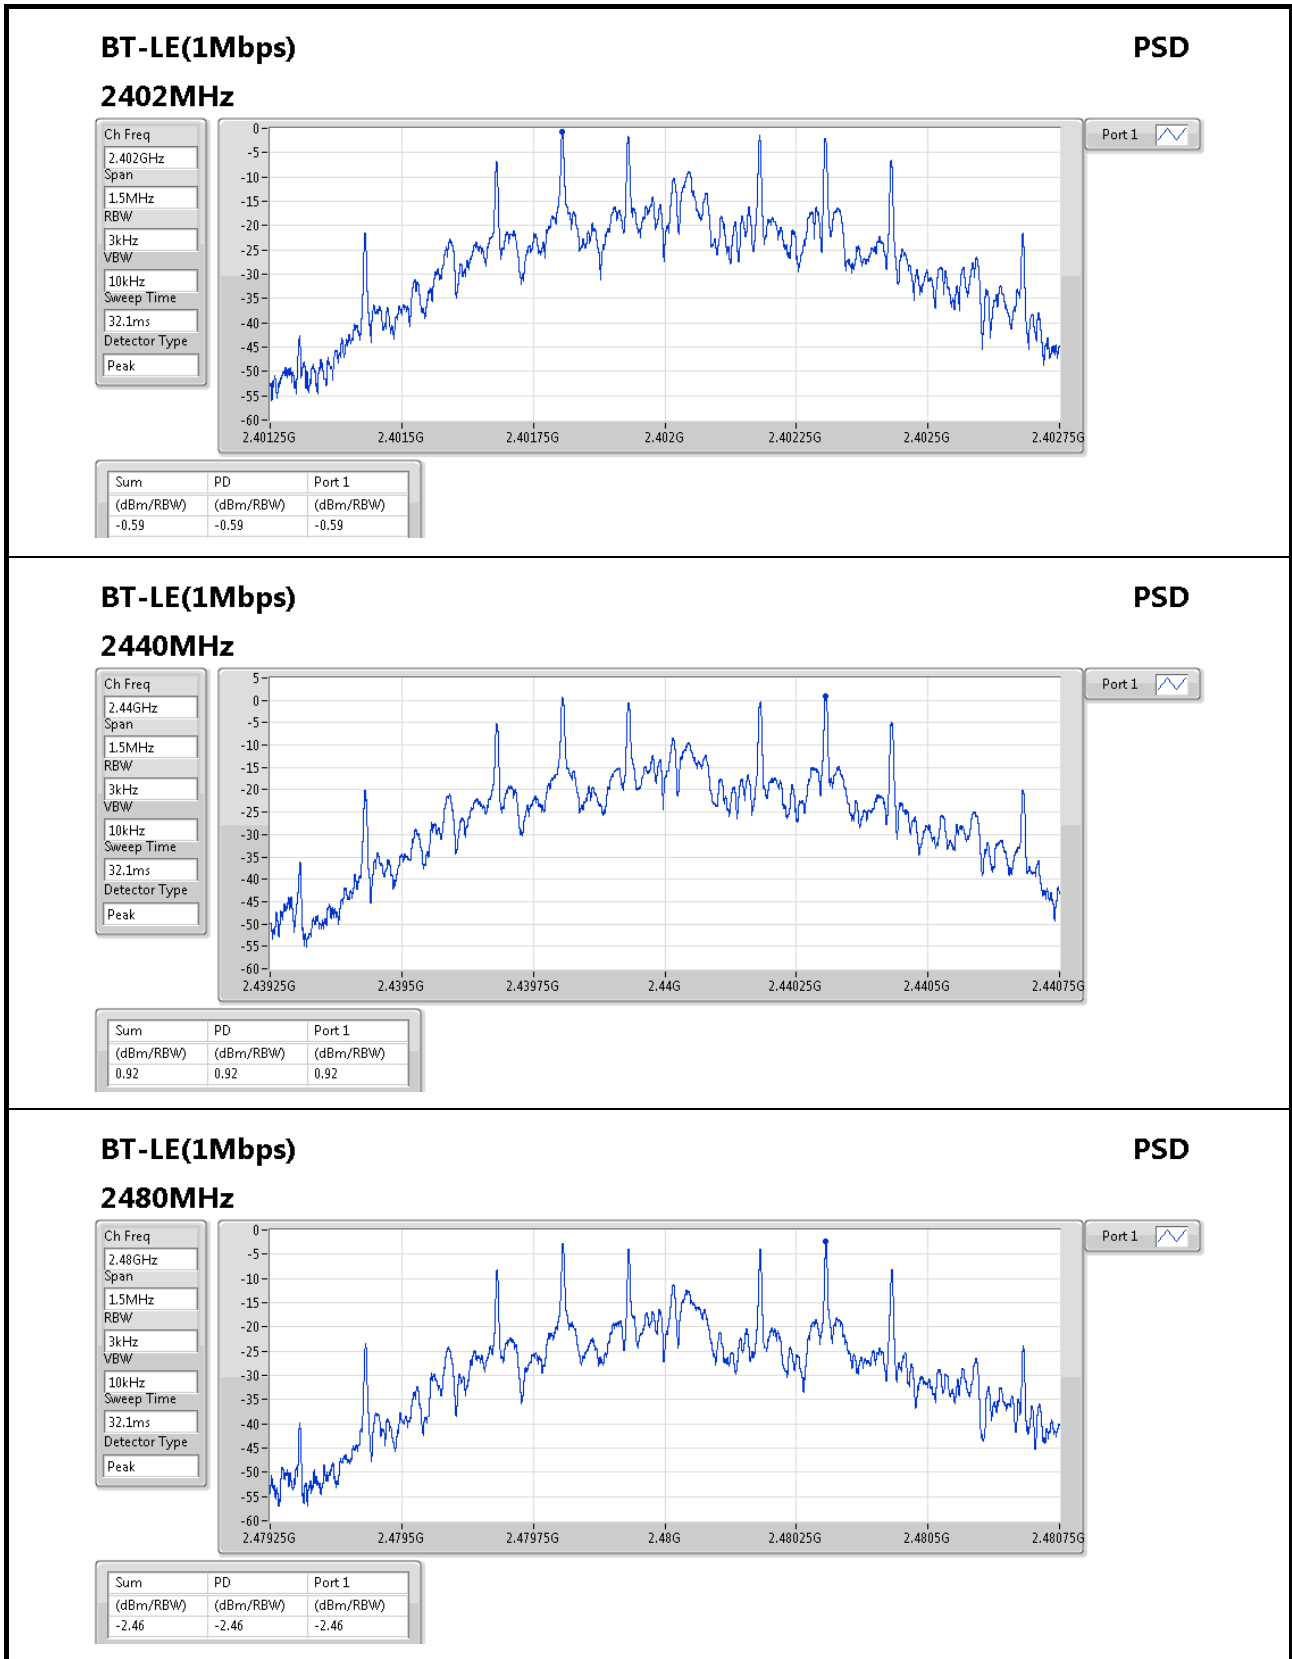 BT-LE(1Mbps) PSD
2402MHz
Ch Freq
2.402GHz
Span
1.5MHz
RBW
3kHz
VBW
10kHz
Sweep Time
32.1ms
Detector Type
Peak
0
-5
-10
-15
-20
-25
-30
-35
-40
-45
-50
-55
-60
2.40125G 2.4015G 2.40175G 2.402G 2.40225G 2.4025G 2.40275G
Port 1
Sum PD Port 1
(dBm/RBW) (dBm/RBW) (dBm/RBW)
-0.59 -0.59 -0.59
BT-LE(1Mbps) PSD
2440MHz
Ch Freq
2.44GHz
Span
1.5MHz
RBW
3kHz
VBW
10kHz
Sweep Time
32.1ms
Detector Type
Peak
5
0
-5
-10
-15
-20
-25
-30
-35
-40
-45
-50
-55
-60
2.43925G 2.4395G 2.43975G 2.44G 2.44025G 2.4405G 2.44075G
Port 1
Sum PD Port 1
(dBm/RBW) (dBm/RBW) (dBm/RBW)
0.92 0.92 0.92
BT-LE(1Mbps) PSD
2480MHz
Ch Freq
2.48GHz
Span
1.5MHz
RBW
3kHz
VBW
10kHz
Sweep Time
32.1ms
Detector Type
Peak
0
-5
-10
-15
-20
-25
-30
-35
-40
-45
-50
-55
-60
2.47925G 2.4795G 2.47975G 2.48G 2.48025G 2.4805G 2.48075G
Port 1
Sum PD Port 1
(dBm/RBW) (dBm/RBW) (dBm/RBW)
-2.46 -2.46 -2.46